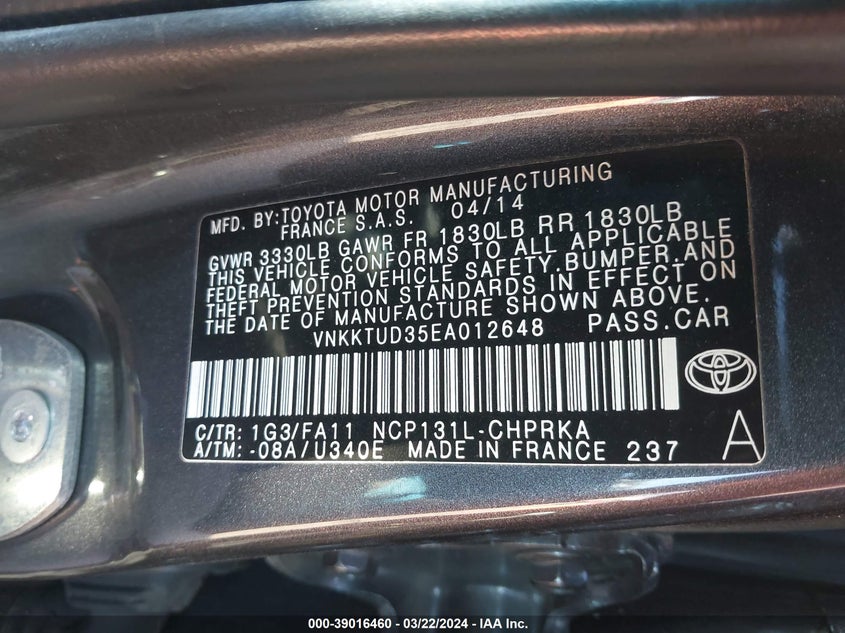 MFD. BY:TOYOTA MOTOR MANUFACTURING
FRANCE S.A.S. 04/14
GVWR 3330LB GAWR FR 1830LB RR 1830LB
THIS VEHICLE CONFORMS TO ALL APPLICABLE
FEDERAL MOTOR VEHICLE SAFETY,BUMPER,AND
THEFT PREVENTION STANDARDS IN EFFECT ON
THE DATE OF MANUFACTURE SHOWN ABOVE.
VNKKTUD35EA012648 PASS.CAR
C/TR: 1G3/FA11 NCP131L-CHPRKA
A/TM: -08A/U340E MADE IN FRANCE 237
A
000-39016460 - 03/22/2024 - IAA Inc.